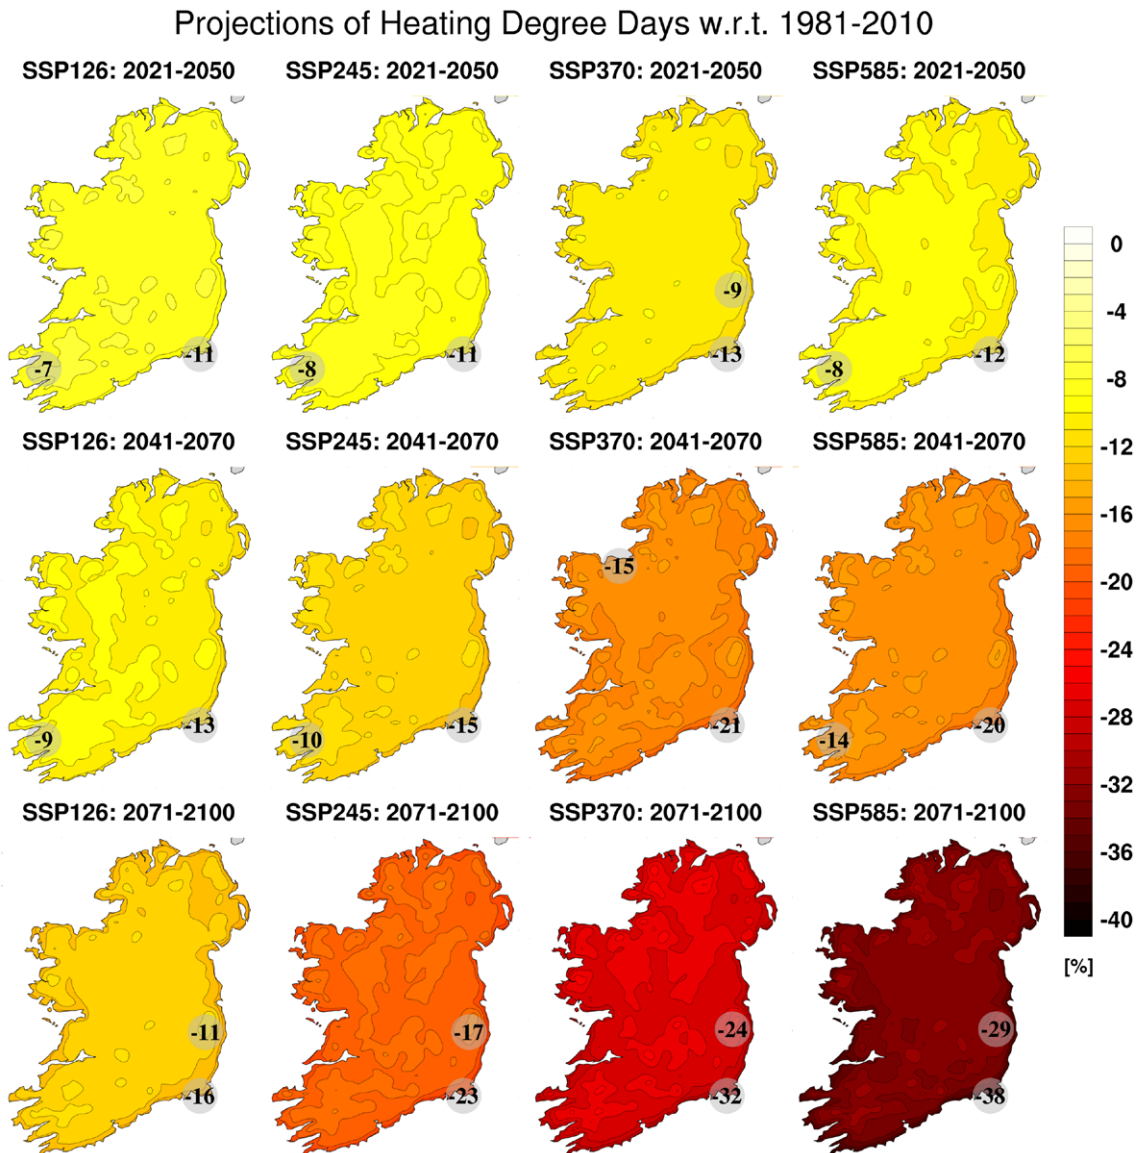 Projections of Heating Degree Days w.r.t. 1981-2010
SSP126: 2021-2050
SSP245: 2021-2050
SSP370: 2021-2050
SSP585: 2021-2050
-7
-11
-8
-11
-9
-13
-8
-12
SSP126: 2041-2070
SSP245: 2041-2070
SSP370: 2041-2070
SSP585: 2041-2070
-9
-13
-10
-15
-15
-21
-14
-20
SSP126: 2071-2100
SSP245: 2071-2100
SSP370: 2071-2100
SSP585: 2071-2100
-11
-16
-17
-23
-24
-32
-29
-38
0
-4
-8
-12
-16
-20
-24
-28
-32
-36
-40
[%]